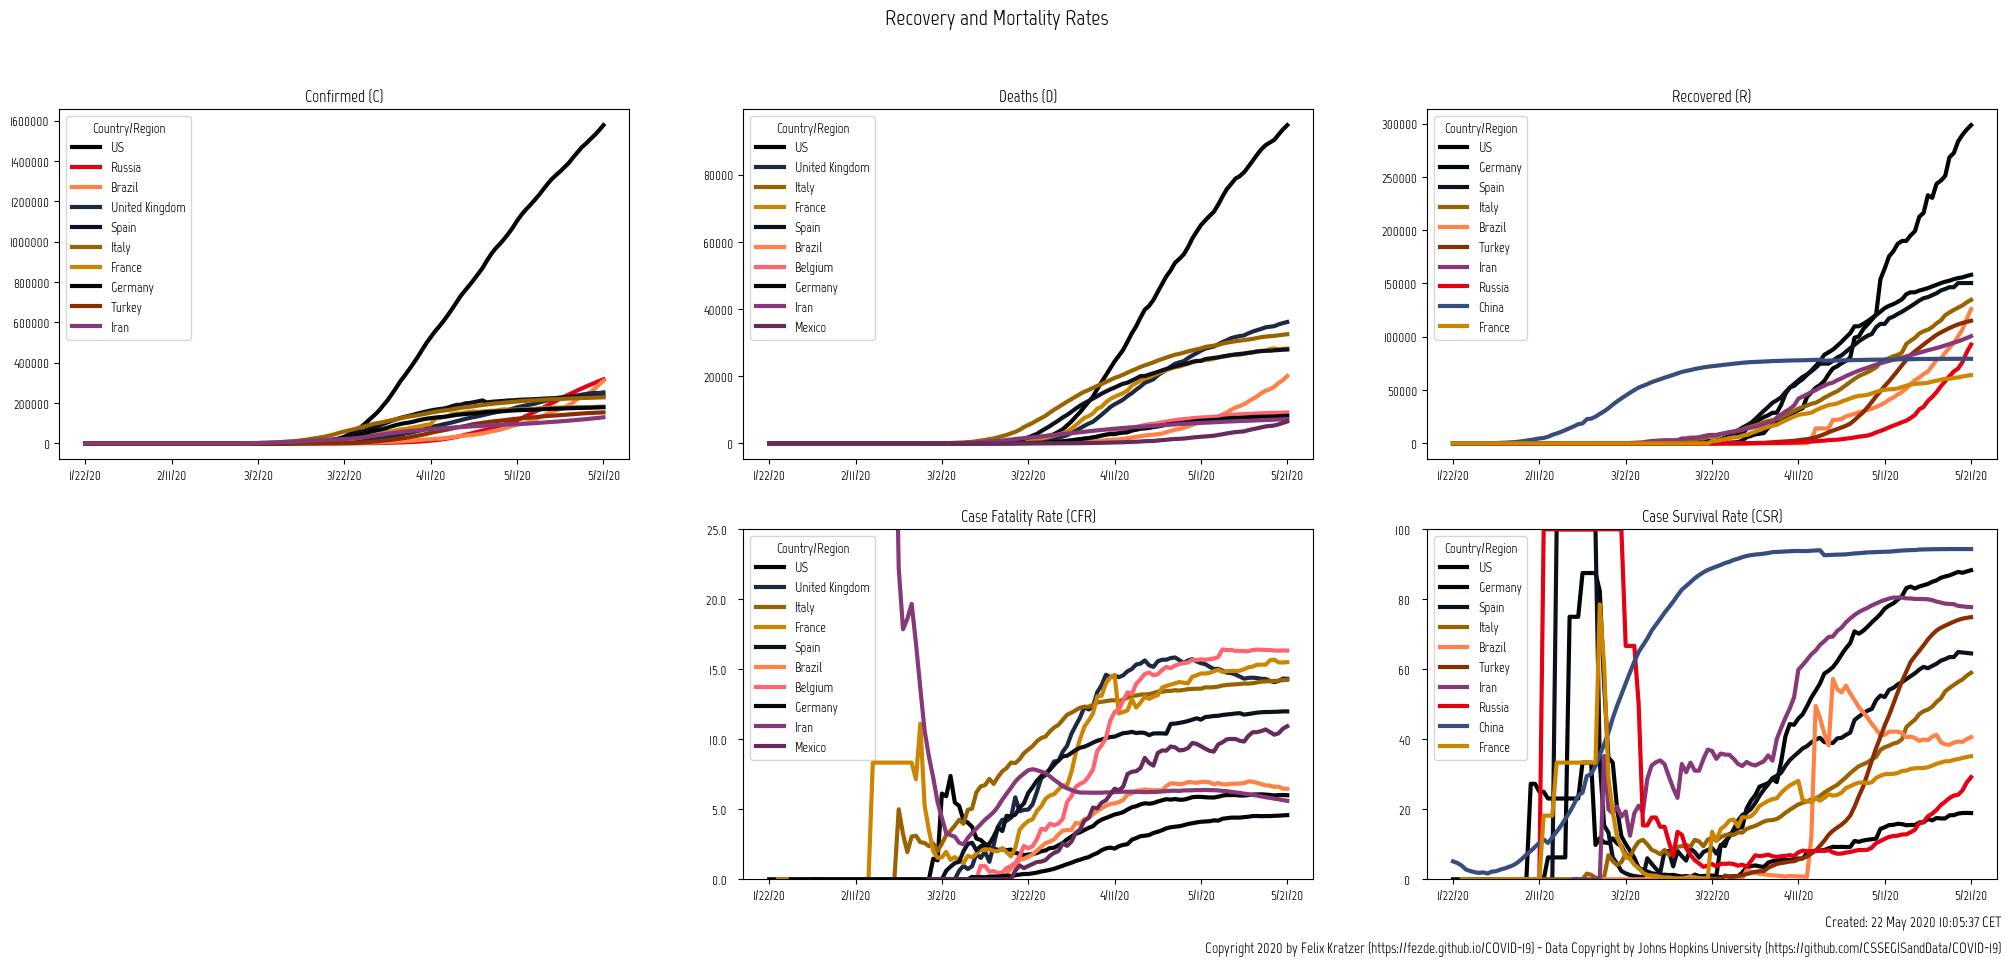 Recovery and Mortality Rates
Confirmed (C)
1600000
1400000
1200000
1000000
800000
600000
400000
200000
0
Country/Region
US
Russia
Brazil
United Kingdom
Spain
Italy
France
Germany
Turkey
Iran
1/22/20 2/11/20 3/2/20 3/22/20 4/11/20 5/1/20 5/21/20
Deaths (D)
80000
60000
40000
20000
0
Country/Region
US
United Kingdom
Italy
France
Spain
Brazil
Belgium
Germany
Iran
Mexico
1/22/20 2/11/20 3/2/20 3/22/20 4/11/20 5/1/20 5/21/20
Recovered (R)
300000
250000
200000
150000
100000
50000
0
Country/Region
US
Germany
Spain
Italy
Brazil
Turkey
Iran
Russia
China
France
1/22/20 2/11/20 3/2/20 3/22/20 4/11/20 5/1/20 5/21/20
Case Fatality Rate (CFR)
25.0
20.0
15.0
10.0
5.0
0.0
Country/Region
US
United Kingdom
Italy
France
Spain
Brazil
Belgium
Germany
Iran
Mexico
1/22/20 2/11/20 3/2/20 3/22/20 4/11/20 5/1/20 5/21/20
Case Survival Rate (CSR)
100
80
60
40
20
0
Country/Region
US
Germany
Spain
Italy
Brazil
Turkey
Iran
Russia
China
France
1/22/20 2/11/20 3/2/20 3/22/20 4/11/20 5/1/20 5/21/20
Created: 22 May 2020 10:05:37 CET
Copyright 2020 by Felix Kratzer (https://fezde.github.io/COVID-19) - Data Copyright by Johns Hopkins University (https://github.com/CSSEGISandData/COVID-19)